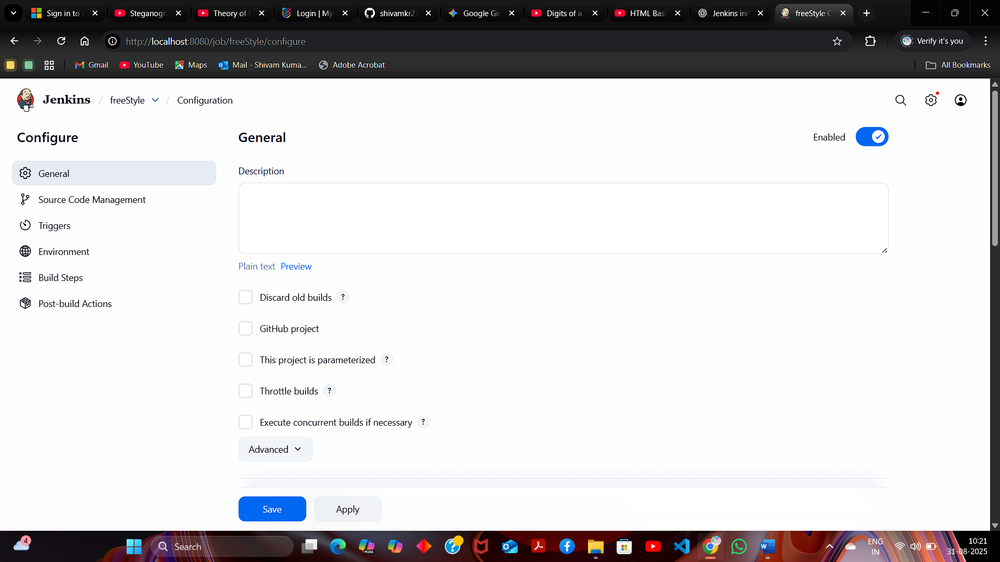 Sign in to y
Steganogra
Theory of C
Login | My
shivamkr27
Google Ge
Digits of a
HTML Basi
Jenkins ini
freeStyle C
http://localhost:8080/job/freeStyle/configure
Verify it's you
Gmail
YouTube
Maps
Mail - Shivam Kuma...
Adobe Acrobat
All Bookmarks
Jenkins / freeStyle / Configuration
Configure
General
Source Code Management
Triggers
Environment
Build Steps
Post-build Actions
General
Enabled
Description
Plain text Preview
Discard old builds ?
GitHub project
This project is parameterized ?
Throttle builds ?
Execute concurrent builds if necessary ?
Advanced
Save
Apply
4
Search
M365
ENG
IN
10:21
31-08-2025